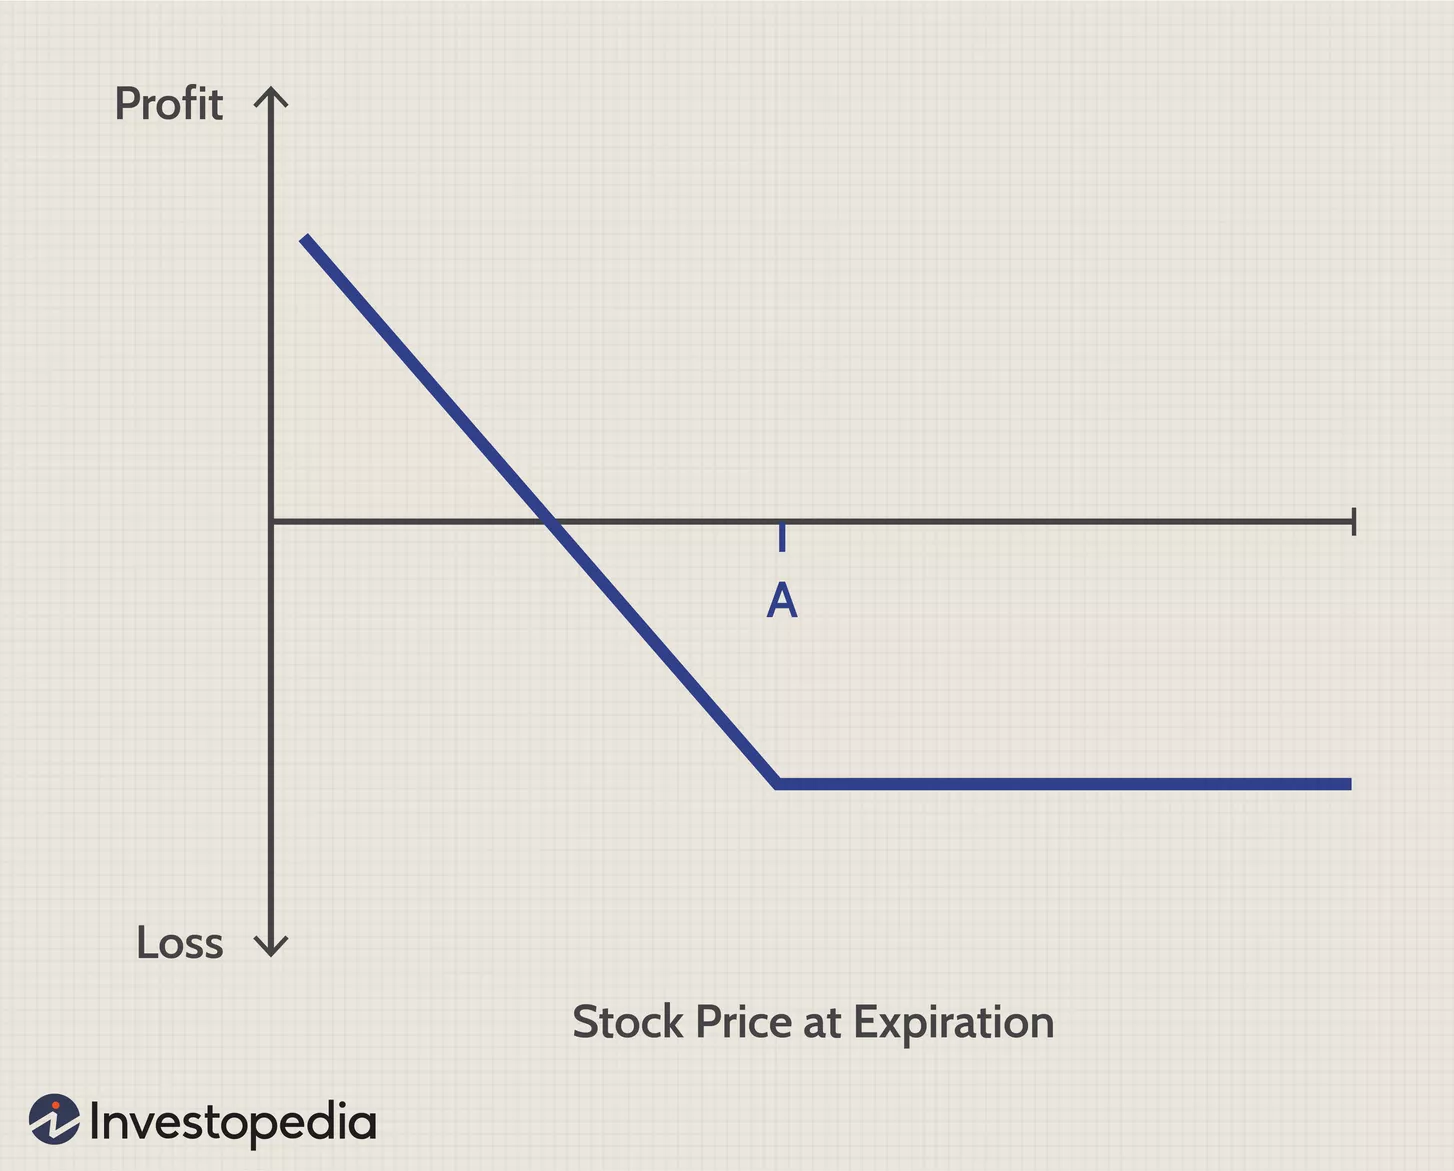 Profit
A
Loss
Stock Price at Expiration
Investopedia